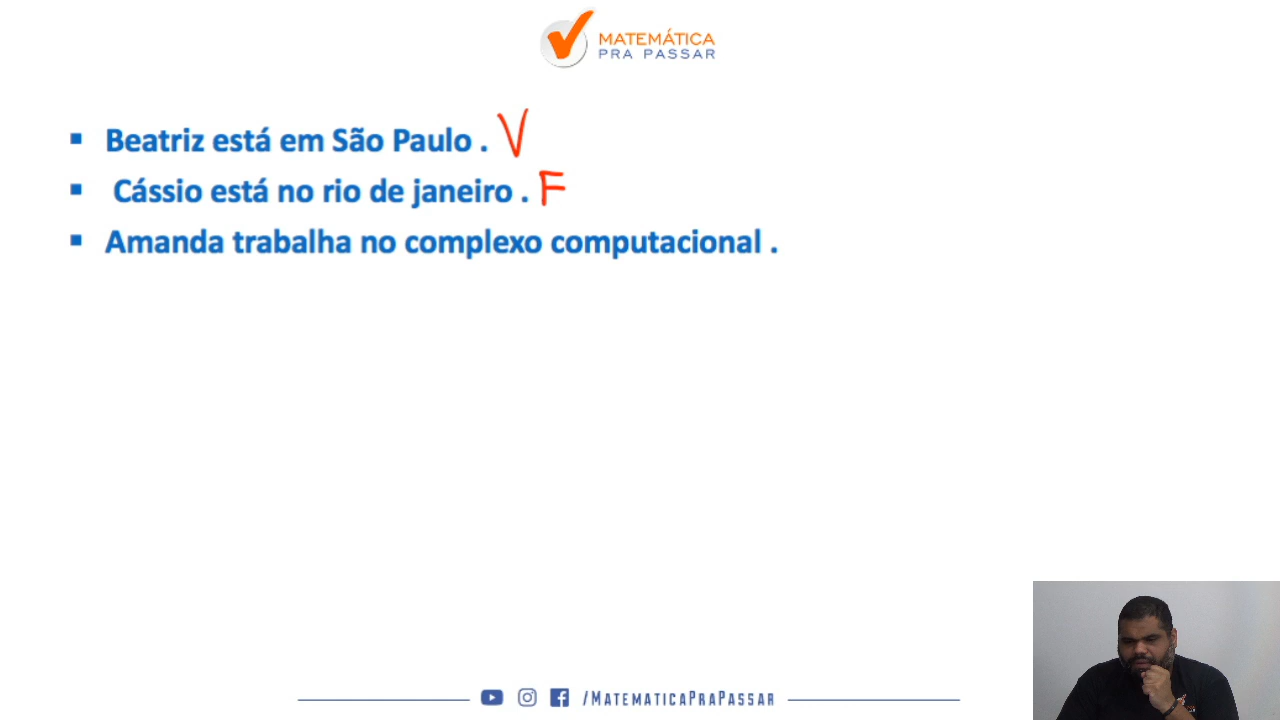 MATEMÁTICA
PRA PASSAR
▪ Beatriz está em São Paulo . V
▪ Cássio está no rio de janeiro . F
▪ Amanda trabalha no complexo computacional .
/MATEMATICAPRAPASSAR